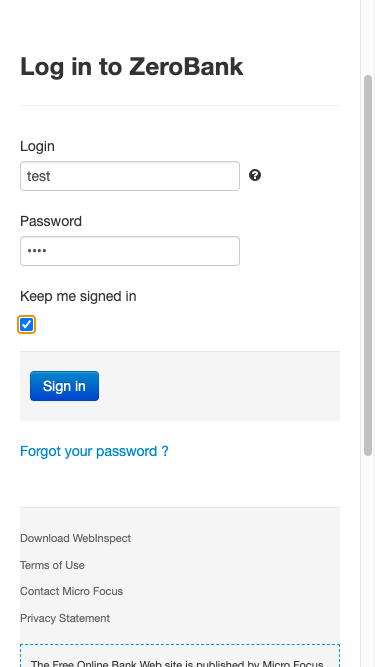 Log in to ZeroBank
Login
test
Password
••••
Keep me signed in
Sign in
Forgot your password ?
Download WebInspect
Terms of Use
Contact Micro Focus
Privacy Statement
The Free Online Bank Web site is published by Micro Focus